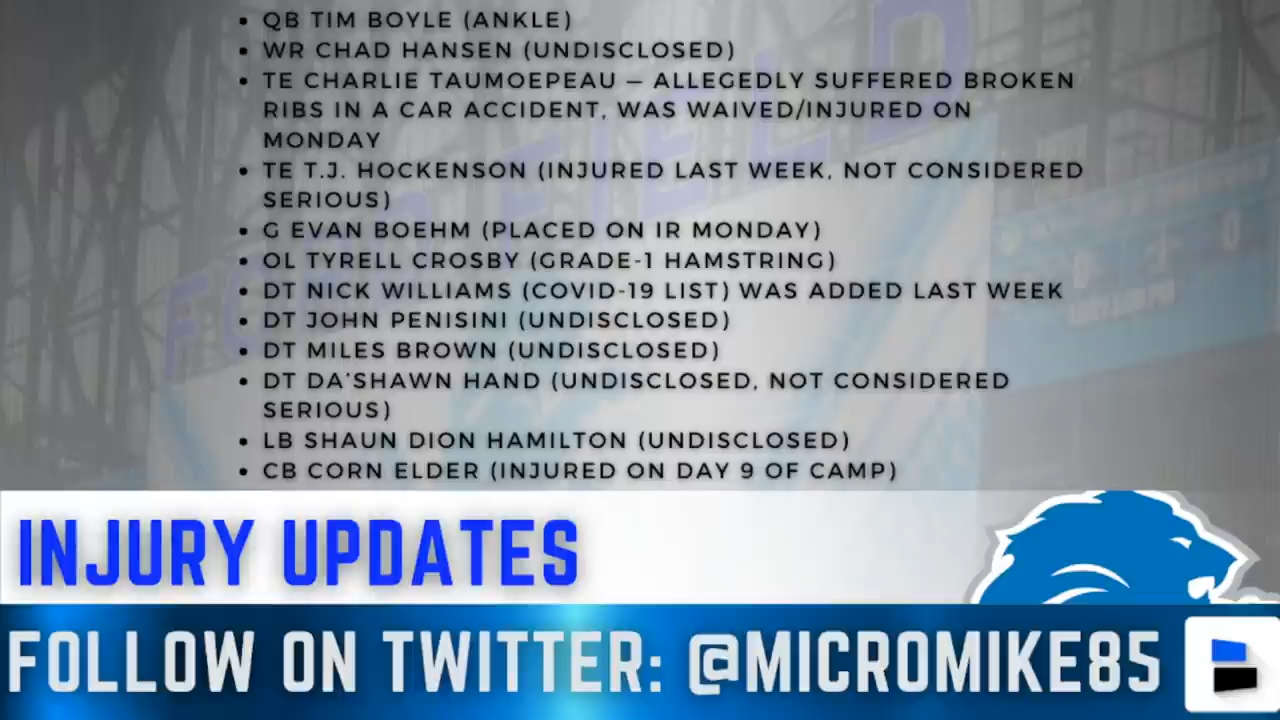 • QB TIM BOYLE (ANKLE)
• WR CHAD HANSEN (UNDISCLOSED)
• TE CHARLIE TAUMOEPEAU – ALLEGEDLY SUFFERED BROKEN
RIBS IN A CAR ACCIDENT, WAS WAIVED/INJURED ON
MONDAY
• TE T.J. HOCKENSON (INJURED LAST WEEK, NOT CONSIDERED
SERIOUS)
• G EVAN BOEHM (PLACED ON IR MONDAY)
• OL TYRELL CROSBY (GRADE-1 HAMSTRING)
• DT NICK WILLIAMS (COVID-19 LIST) WAS ADDED LAST WEEK
• DT JOHN PENISINI (UNDISCLOSED)
• DT MILES BROWN (UNDISCLOSED)
• DT DA'SHAWN HAND (UNDISCLOSED, NOT CONSIDERED
SERIOUS)
• LB SHAUN DION HAMILTON (UNDISCLOSED)
• CB CORN ELDER (INJURED ON DAY 9 OF CAMP)
FORD FIELD
INJURY UPDATES
FOLLOW ON TWITTER: @MICROMIKE85